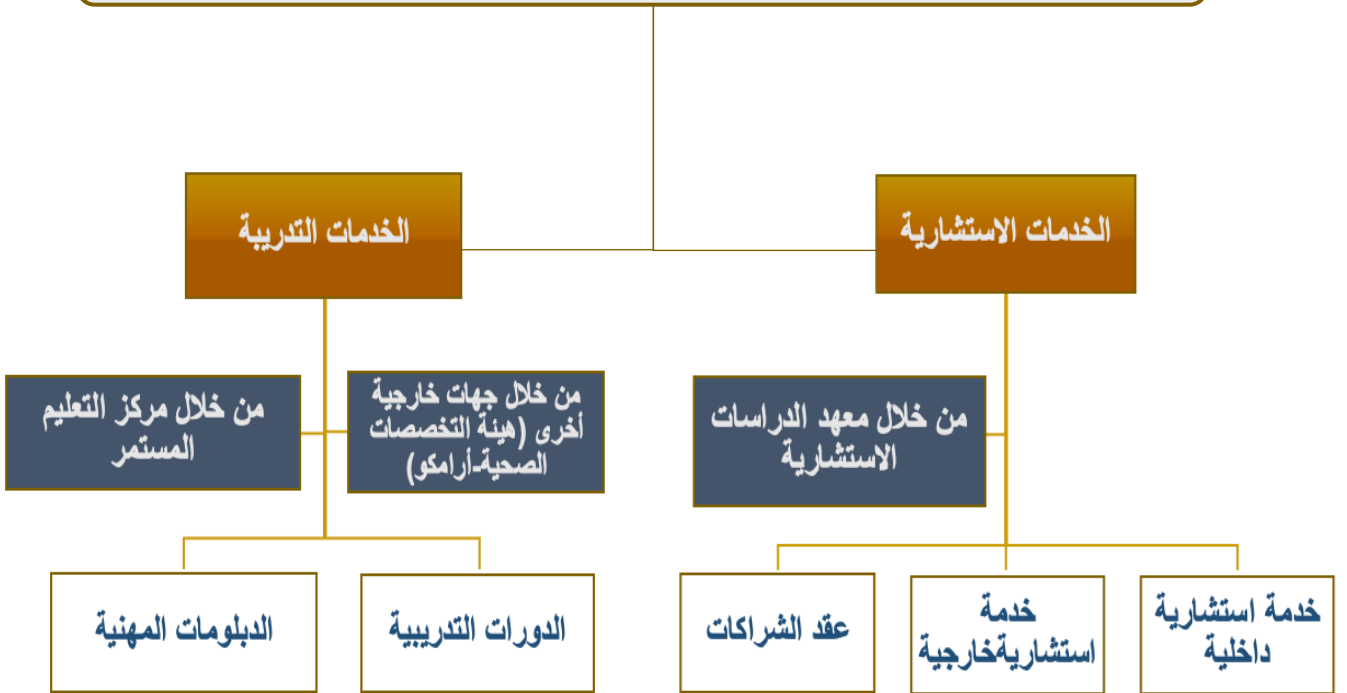 الخدمات الاستشارية
الخدمات التدريبة
من خلال معهد الدراسات
الاستشارية
من خلال جهات خارجية
أخرى (هيئة التخصصات
الصحية-أرامكو)
من خلال مركز التعليم
المستمر
خدمة استشارية
داخلية
خدمة
استشاريةخارجية
عقد الشراكات
الدورات التدريبية
الدبلومات المهنية